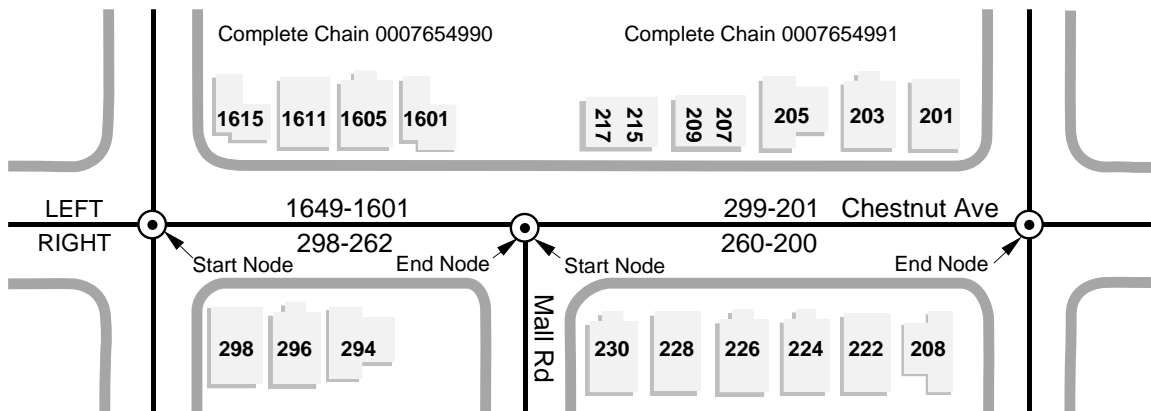 Complete Chain 0007654990
Complete Chain 0007654991
1615 1611 1605 1601
217 215 209 207 205 203 201
LEFT 1649-1601 299-201 Chestnut Ave
RIGHT 298-262 260-200
Start Node End Node Start Node End Node
Mall Rd
298 296 294
230 228 226 224 222 208